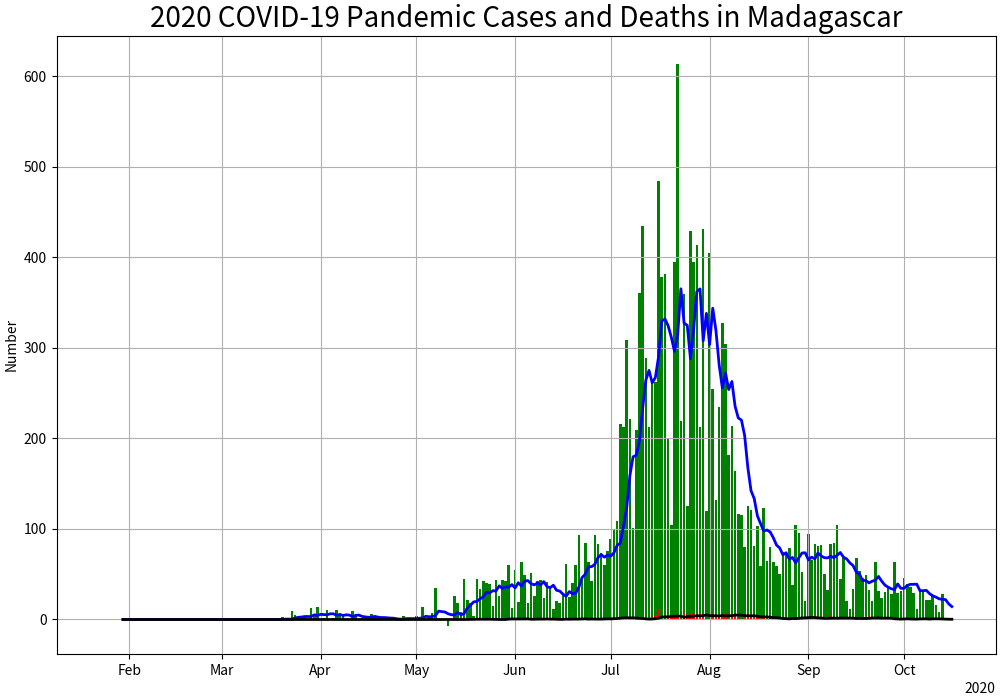 2020 COVID-19 Pandemic Cases and Deaths in Madagascar
Number
600
500
400
300
200
100
0
Feb
Mar
Apr
May
Jun
Jul
Aug
Sep
Oct
2020